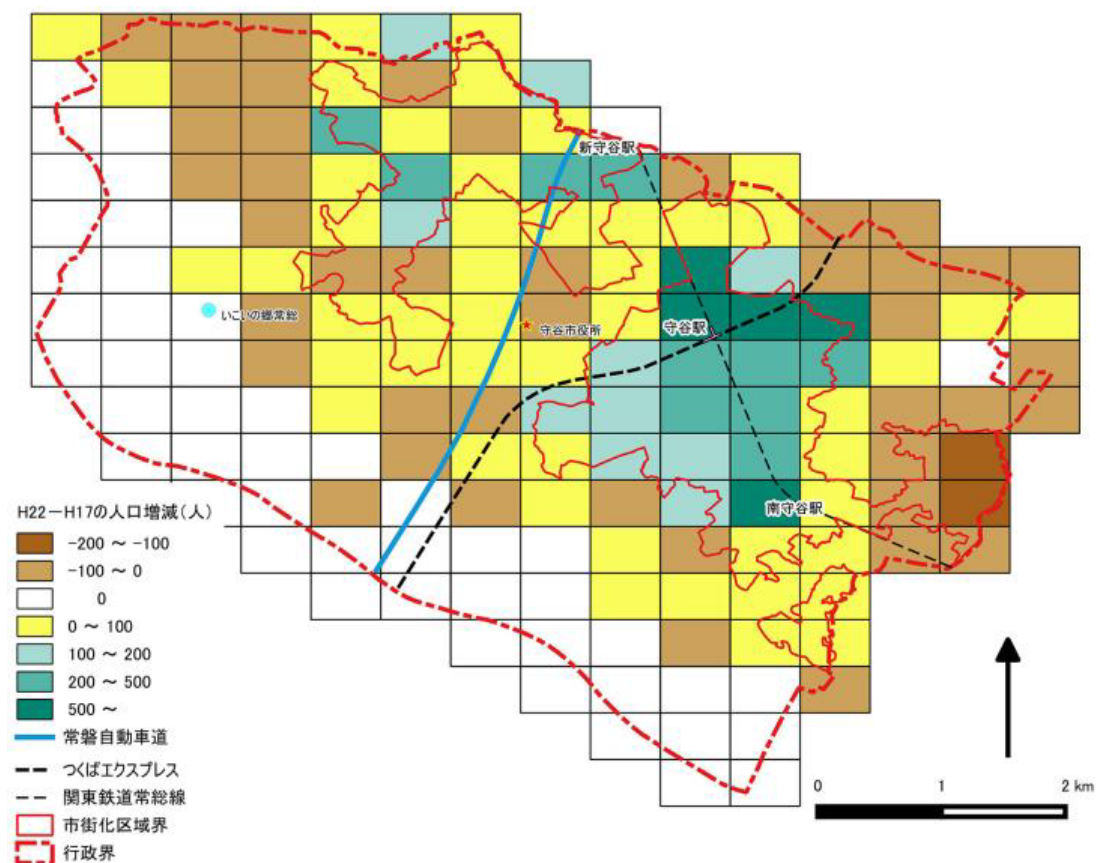 新守谷駅
いこいの郷常総
守谷市役所
守谷駅
南守谷駅
H22-H17の人口増減(人)
-200 ~ -100
-100 ~ 0
0
0 ~ 100
100 ~ 200
200 ~ 500
500 ~
常磐自動車道
つくばエクスプレス
関東鉄道常総線
市街化区域界
行政界
0 1 2 km